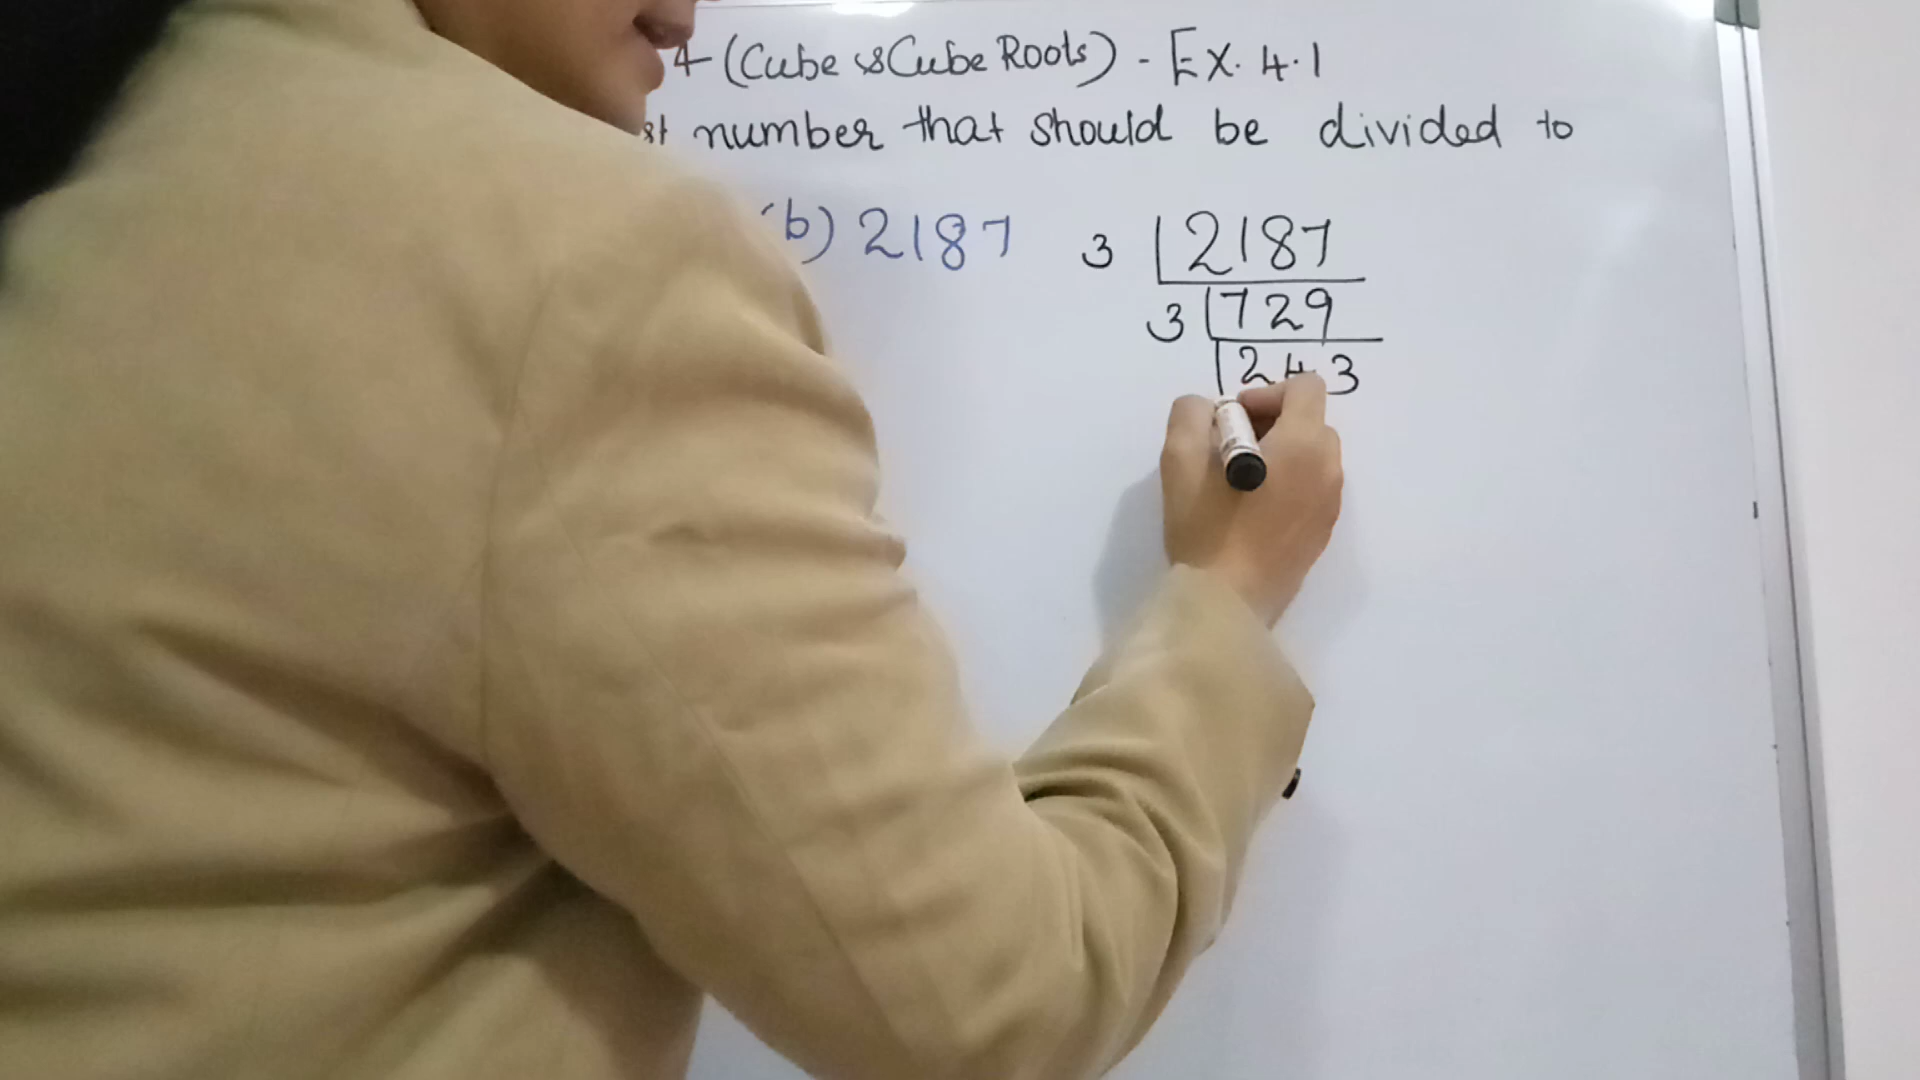 4 (Cube & Cube Roots) - Ex. 4.1
st number that should be divided to
(b) 2187 3 2187
3 729
243